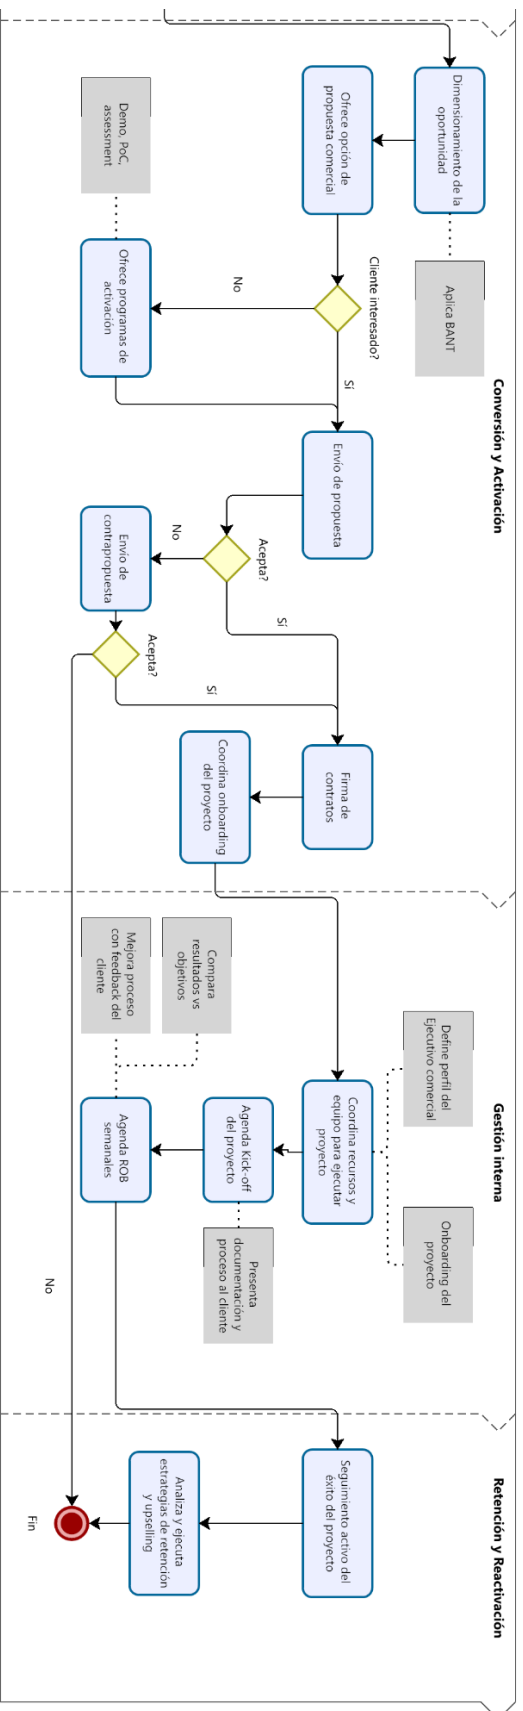 Conversión y Activación
Dimensionamiento de la
oportunidad
Aplica BANT
Ofrece opción de
propuesta comercial
Cliente interesado?
No
Sí
Demo, PoC,
assessment
Ofrece programas de
activación
Envío de propuesta
Acepta?
No
Sí
Envío de
contrapropuesta
Acepta?
Sí
No
Firma de
contratos
Coordina onboarding
del proyecto
Gestión interna
Define perfil del
Ejecutivo comercial
Onboarding del
proyecto
Coordina recursos y
equipo para ejecutar
proyecto
Agenda Kick-off
del proyecto
Presenta
documentación y
proceso al cliente
Compara
resultados vs
objetivos
Mejora proceso
con feedback del
cliente
Agenda ROB
semanales
Retención y Reactivación
Seguimiento activo del
éxito del proyecto
Analiza y ejecuta
estrategias de retención
y upselling
Fin